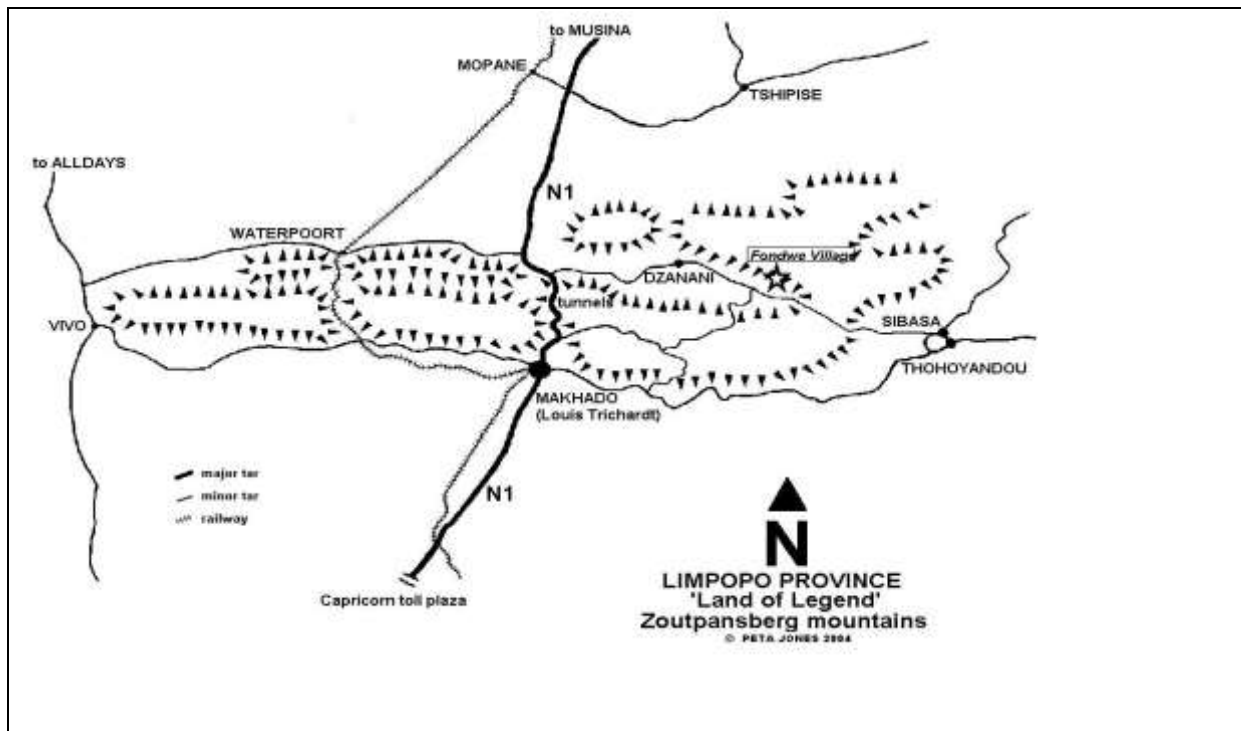 to MUSINA
MOPANE
TSHIPISE
to ALLDAYS
N1
WATERPOORT
Fondwe Village
DZANANI
tunnels
VIVO
SIBASA
THOHOYANDOU
MAKHADO
(Louis Trichardt)
major tar
minor tar
railway
N1
N
LIMPOPO PROVINCE
'Land of Legend'
Zoutpansberg mountains
© PETA JONES 2004
Capricorn toll plaza